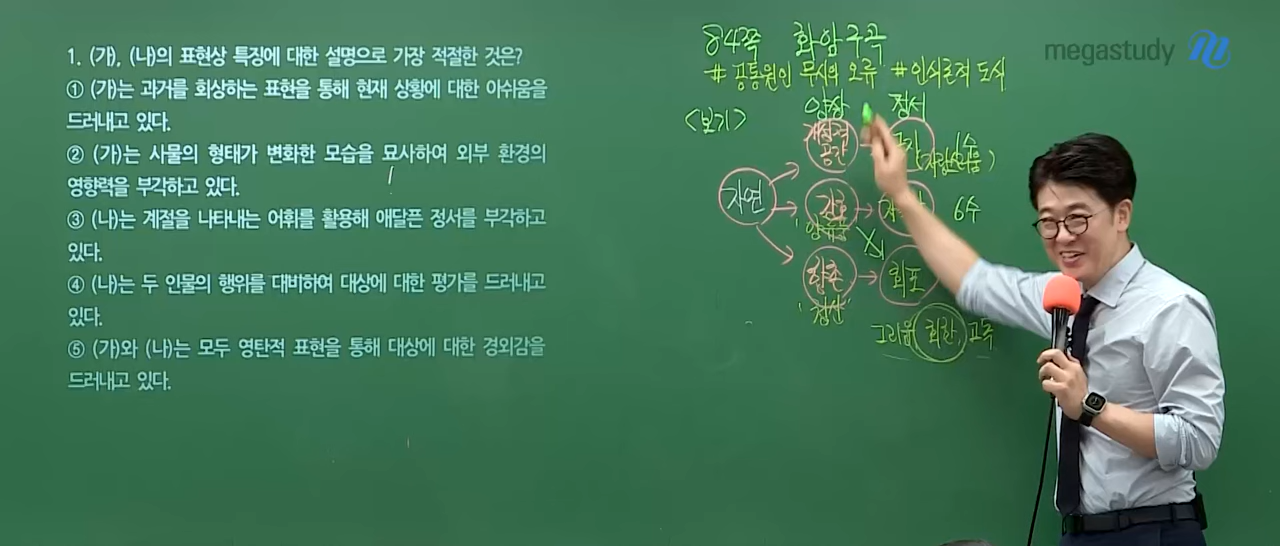 1. (가), (나)의 표현상 특징에 대한 설명으로 가장 적절한 것은?
① (가)는 과거를 회상하는 표현을 통해 현재 상황에 대한 아쉬움을
드러내고 있다.
② (가)는 사물의 형태가 변화한 모습을 묘사하여 외부 환경의
영향력을 부각하고 있다.
③ (나)는 계절을 나타내는 어휘를 활용해 애달픈 정서를 부각하고
있다.
④ (나)는 두 인물의 행위를 대비하여 대상에 대한 평가를 드러내고
있다.
⑤ (가)와 (나)는 모두 영탄적 표현을 통해 대상에 대한 경외감을
드러내고 있다.
84쪽 화암구곡
megastudy
# 공통원인 무시의 오류 # 인식론적 도식
<보기> 양상 정서
공간 1수
자연 강호 6수
향촌 회포
그리움, 회한, 고독